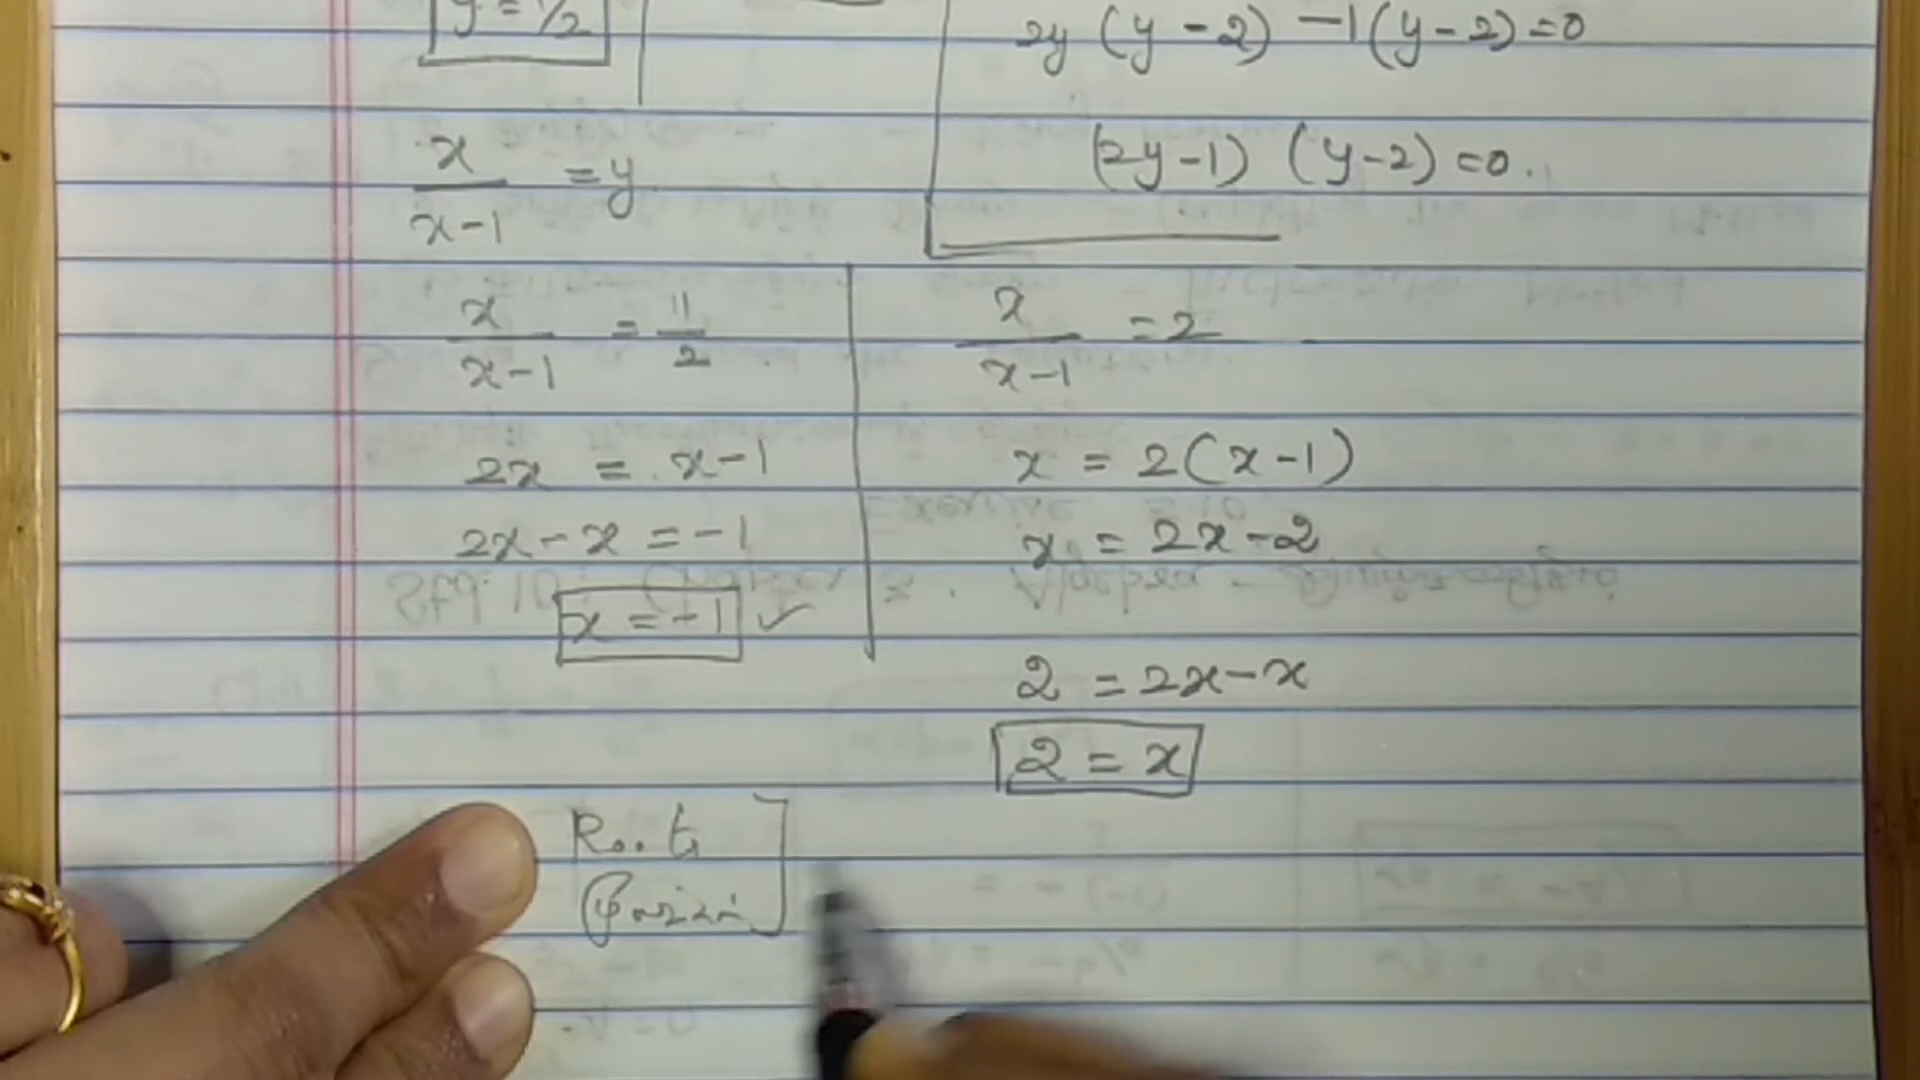 y = 1/2
2y (y - 2) -1 (y - 2) = 0
(2y - 1) (y - 2) = 0.
x/(x - 1) = y
x/(x - 1) = 1/2
2x = x - 1
2x - x = -1
x = -1 ✓
x/(x - 1) = 2
x = 2(x - 1)
x = 2x - 2
2 = 2x - x
2 = x
Roots